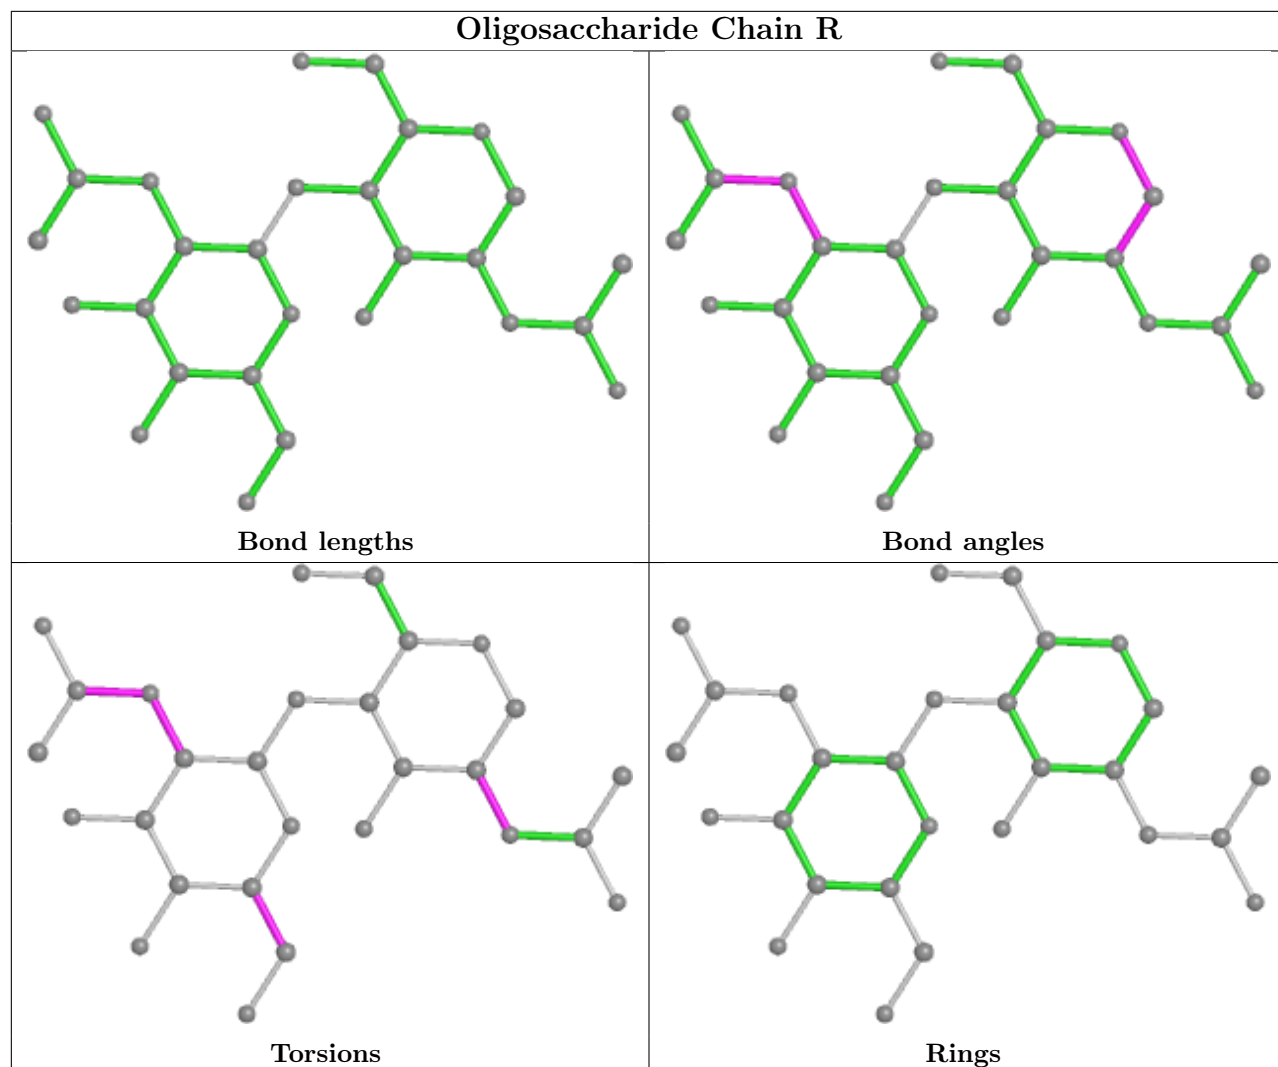 Oligosaccharide Chain R
Bond lengths
Bond angles
Torsions
Rings